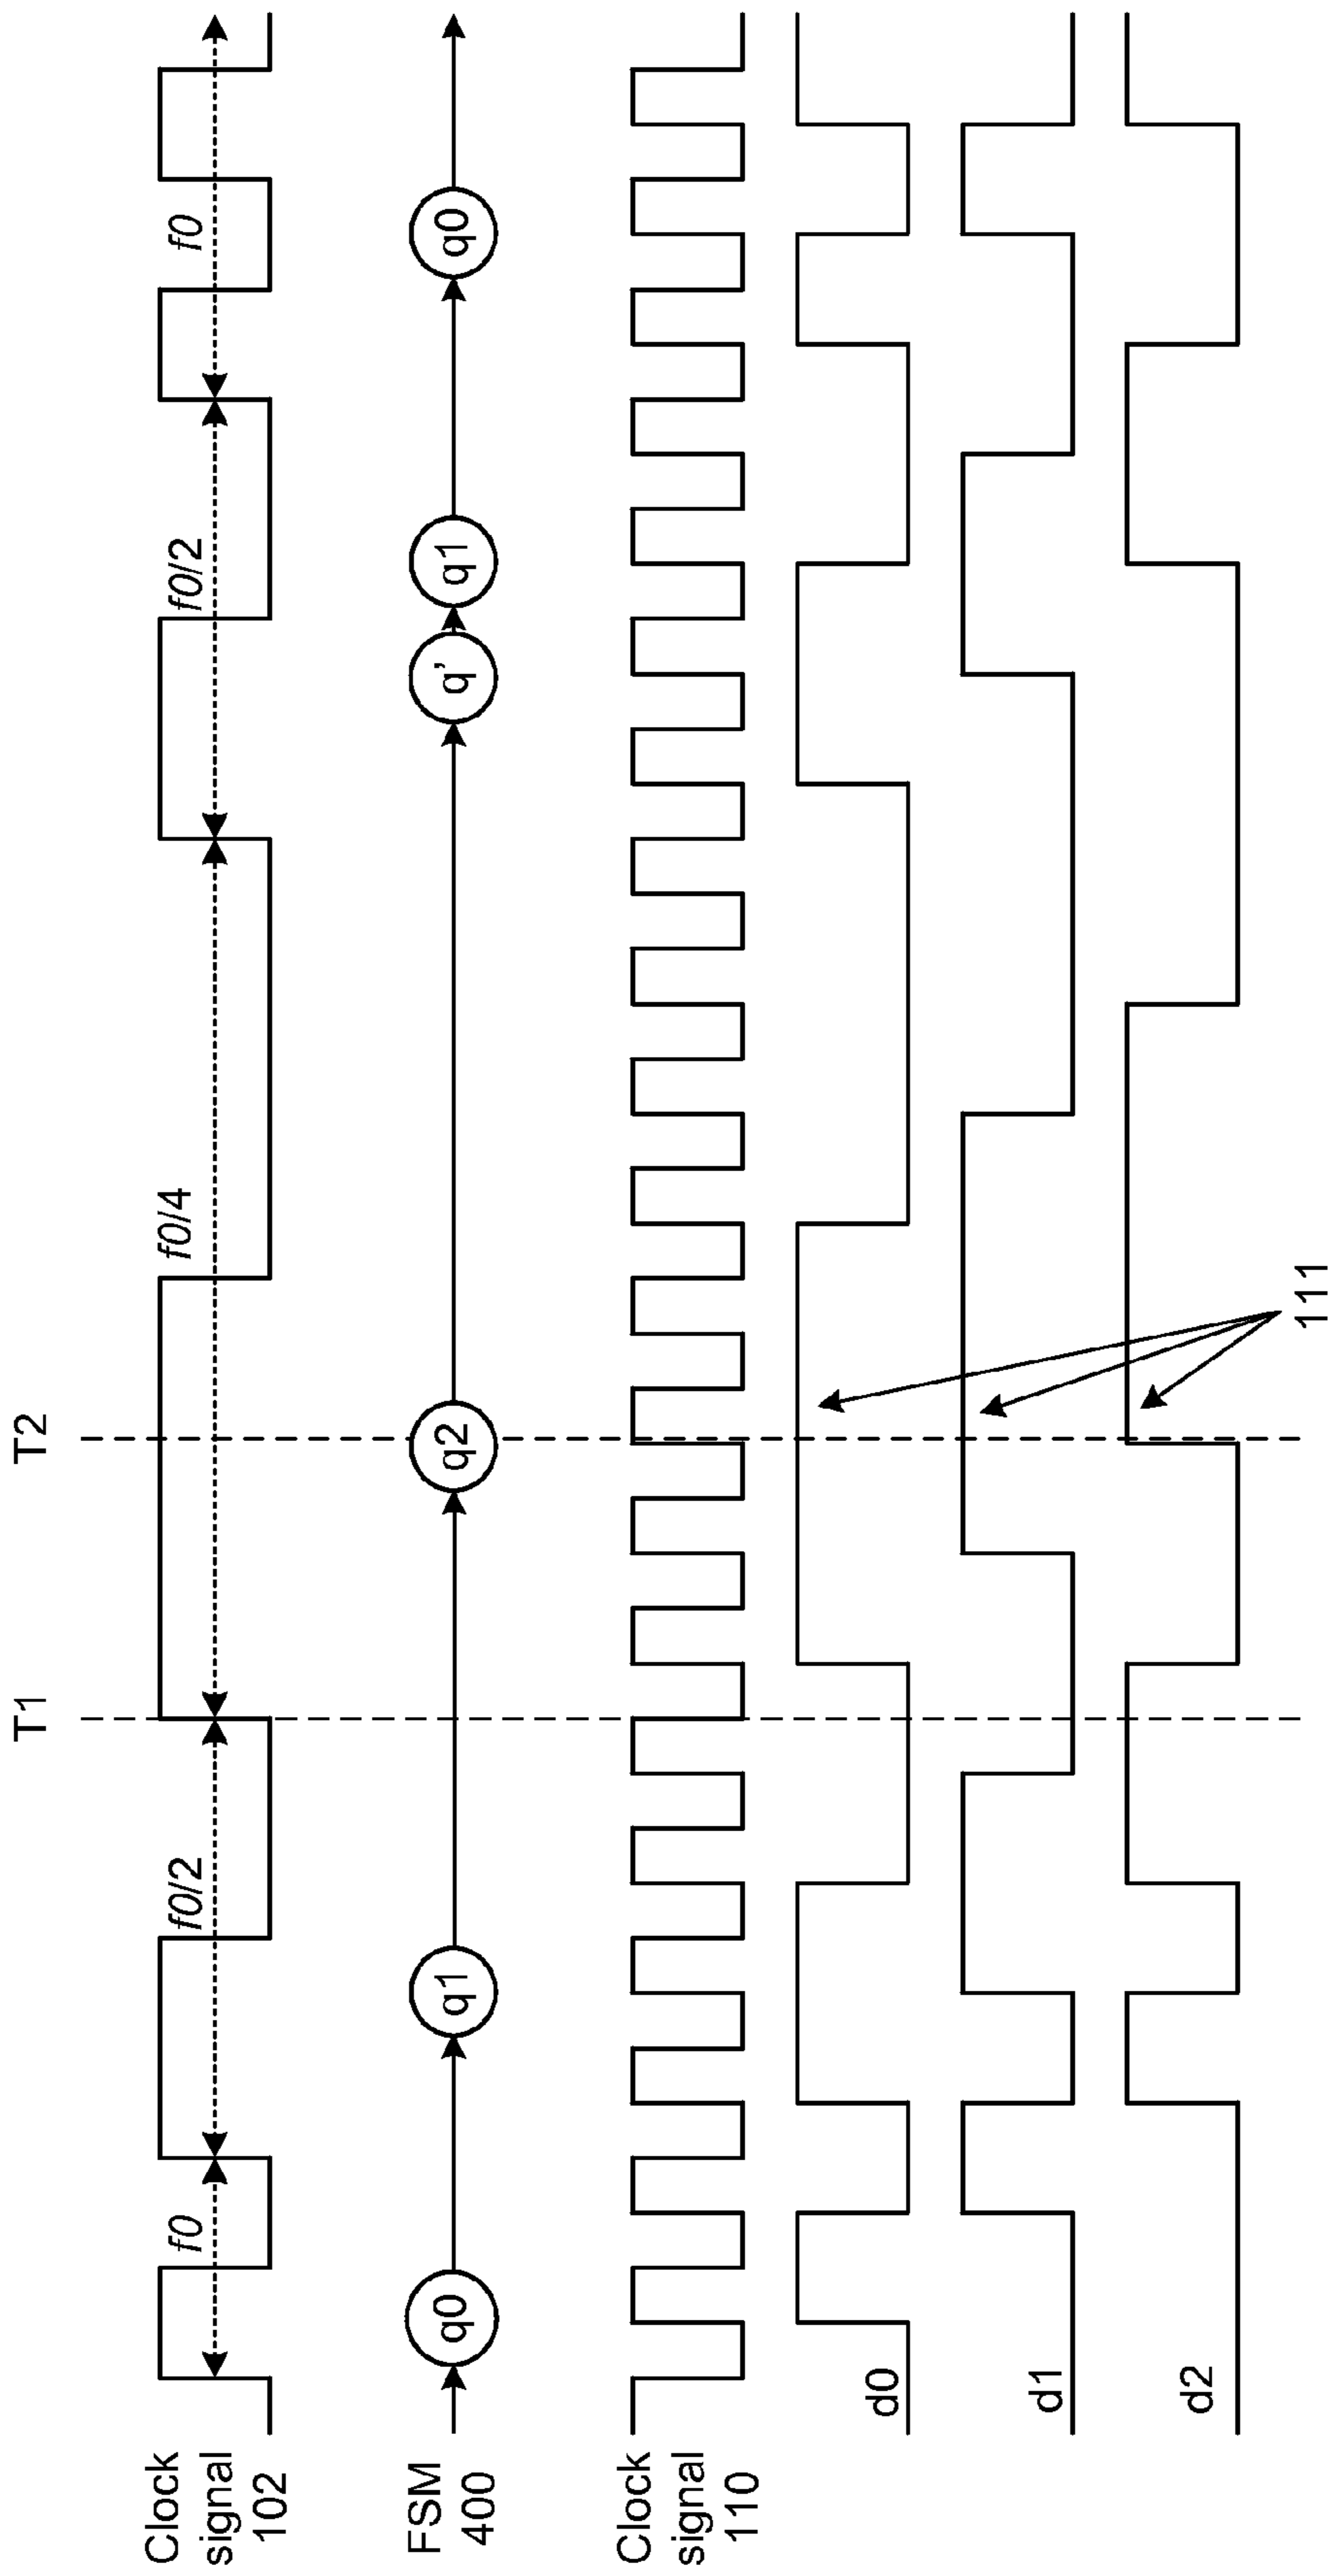 T1
T2
Clock
signal
102
f0
f0/2
f0/4
f0/2
f0
FSM
400
q0
q1
q2
q'
q1
q0
Clock
signal
110
d0
d1
d2
111